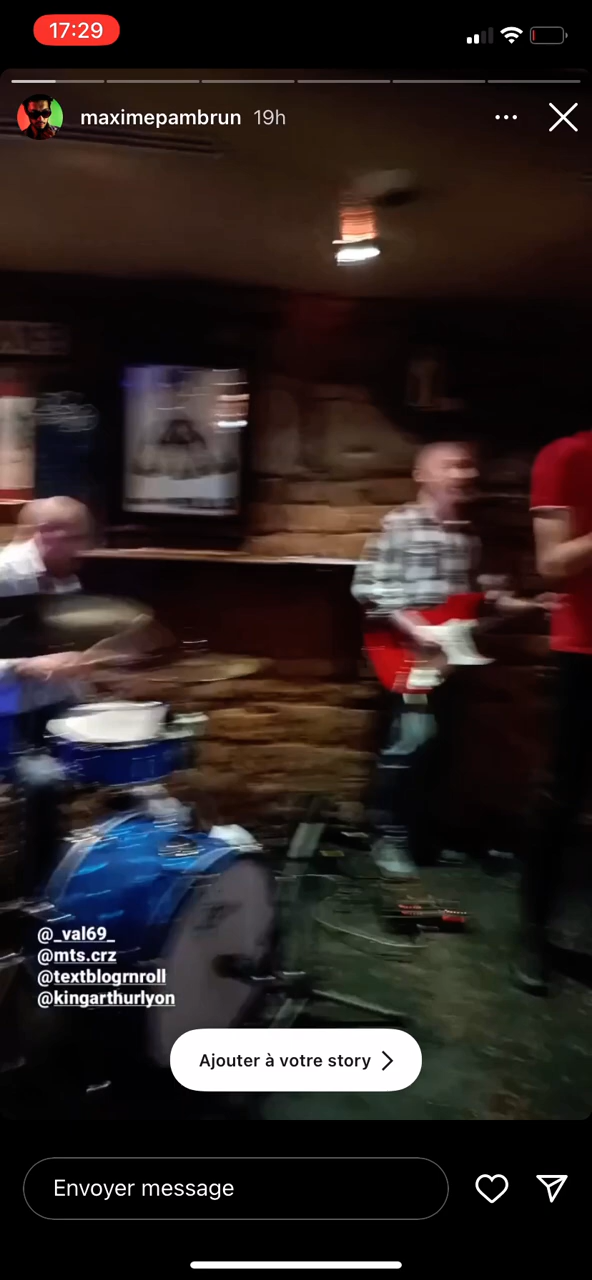 17:29
maximepambrun 19h
@_val69_
@mts.crz
@textblogrnroll
@kingarthurlyon
Ajouter à votre story
Envoyer message